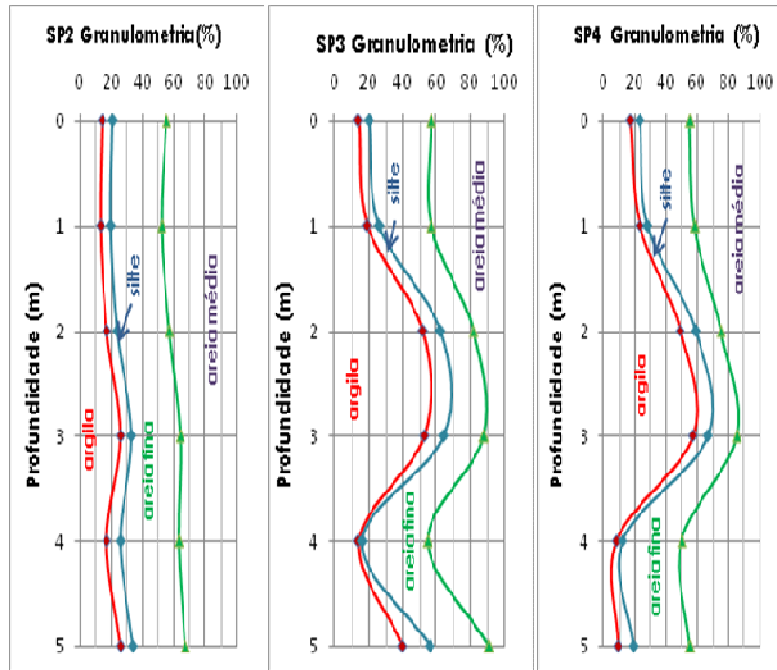 SP2 Granulometria(%)
0 20 40 60 80 100
0
1
2
3
4
5
Profundidade (m)
argila
silte
areia fina
areia média
SP3 Granulometria (%)
0 20 40 60 80 100
0
1
2
3
4
5
Profundidade (m)
argila
silte
areia fina
areia média
SP4 Granulometria (%)
0 20 40 60 80 100
0
1
2
3
4
5
Profundidade (m)
argila
silte
areia fina
areia média